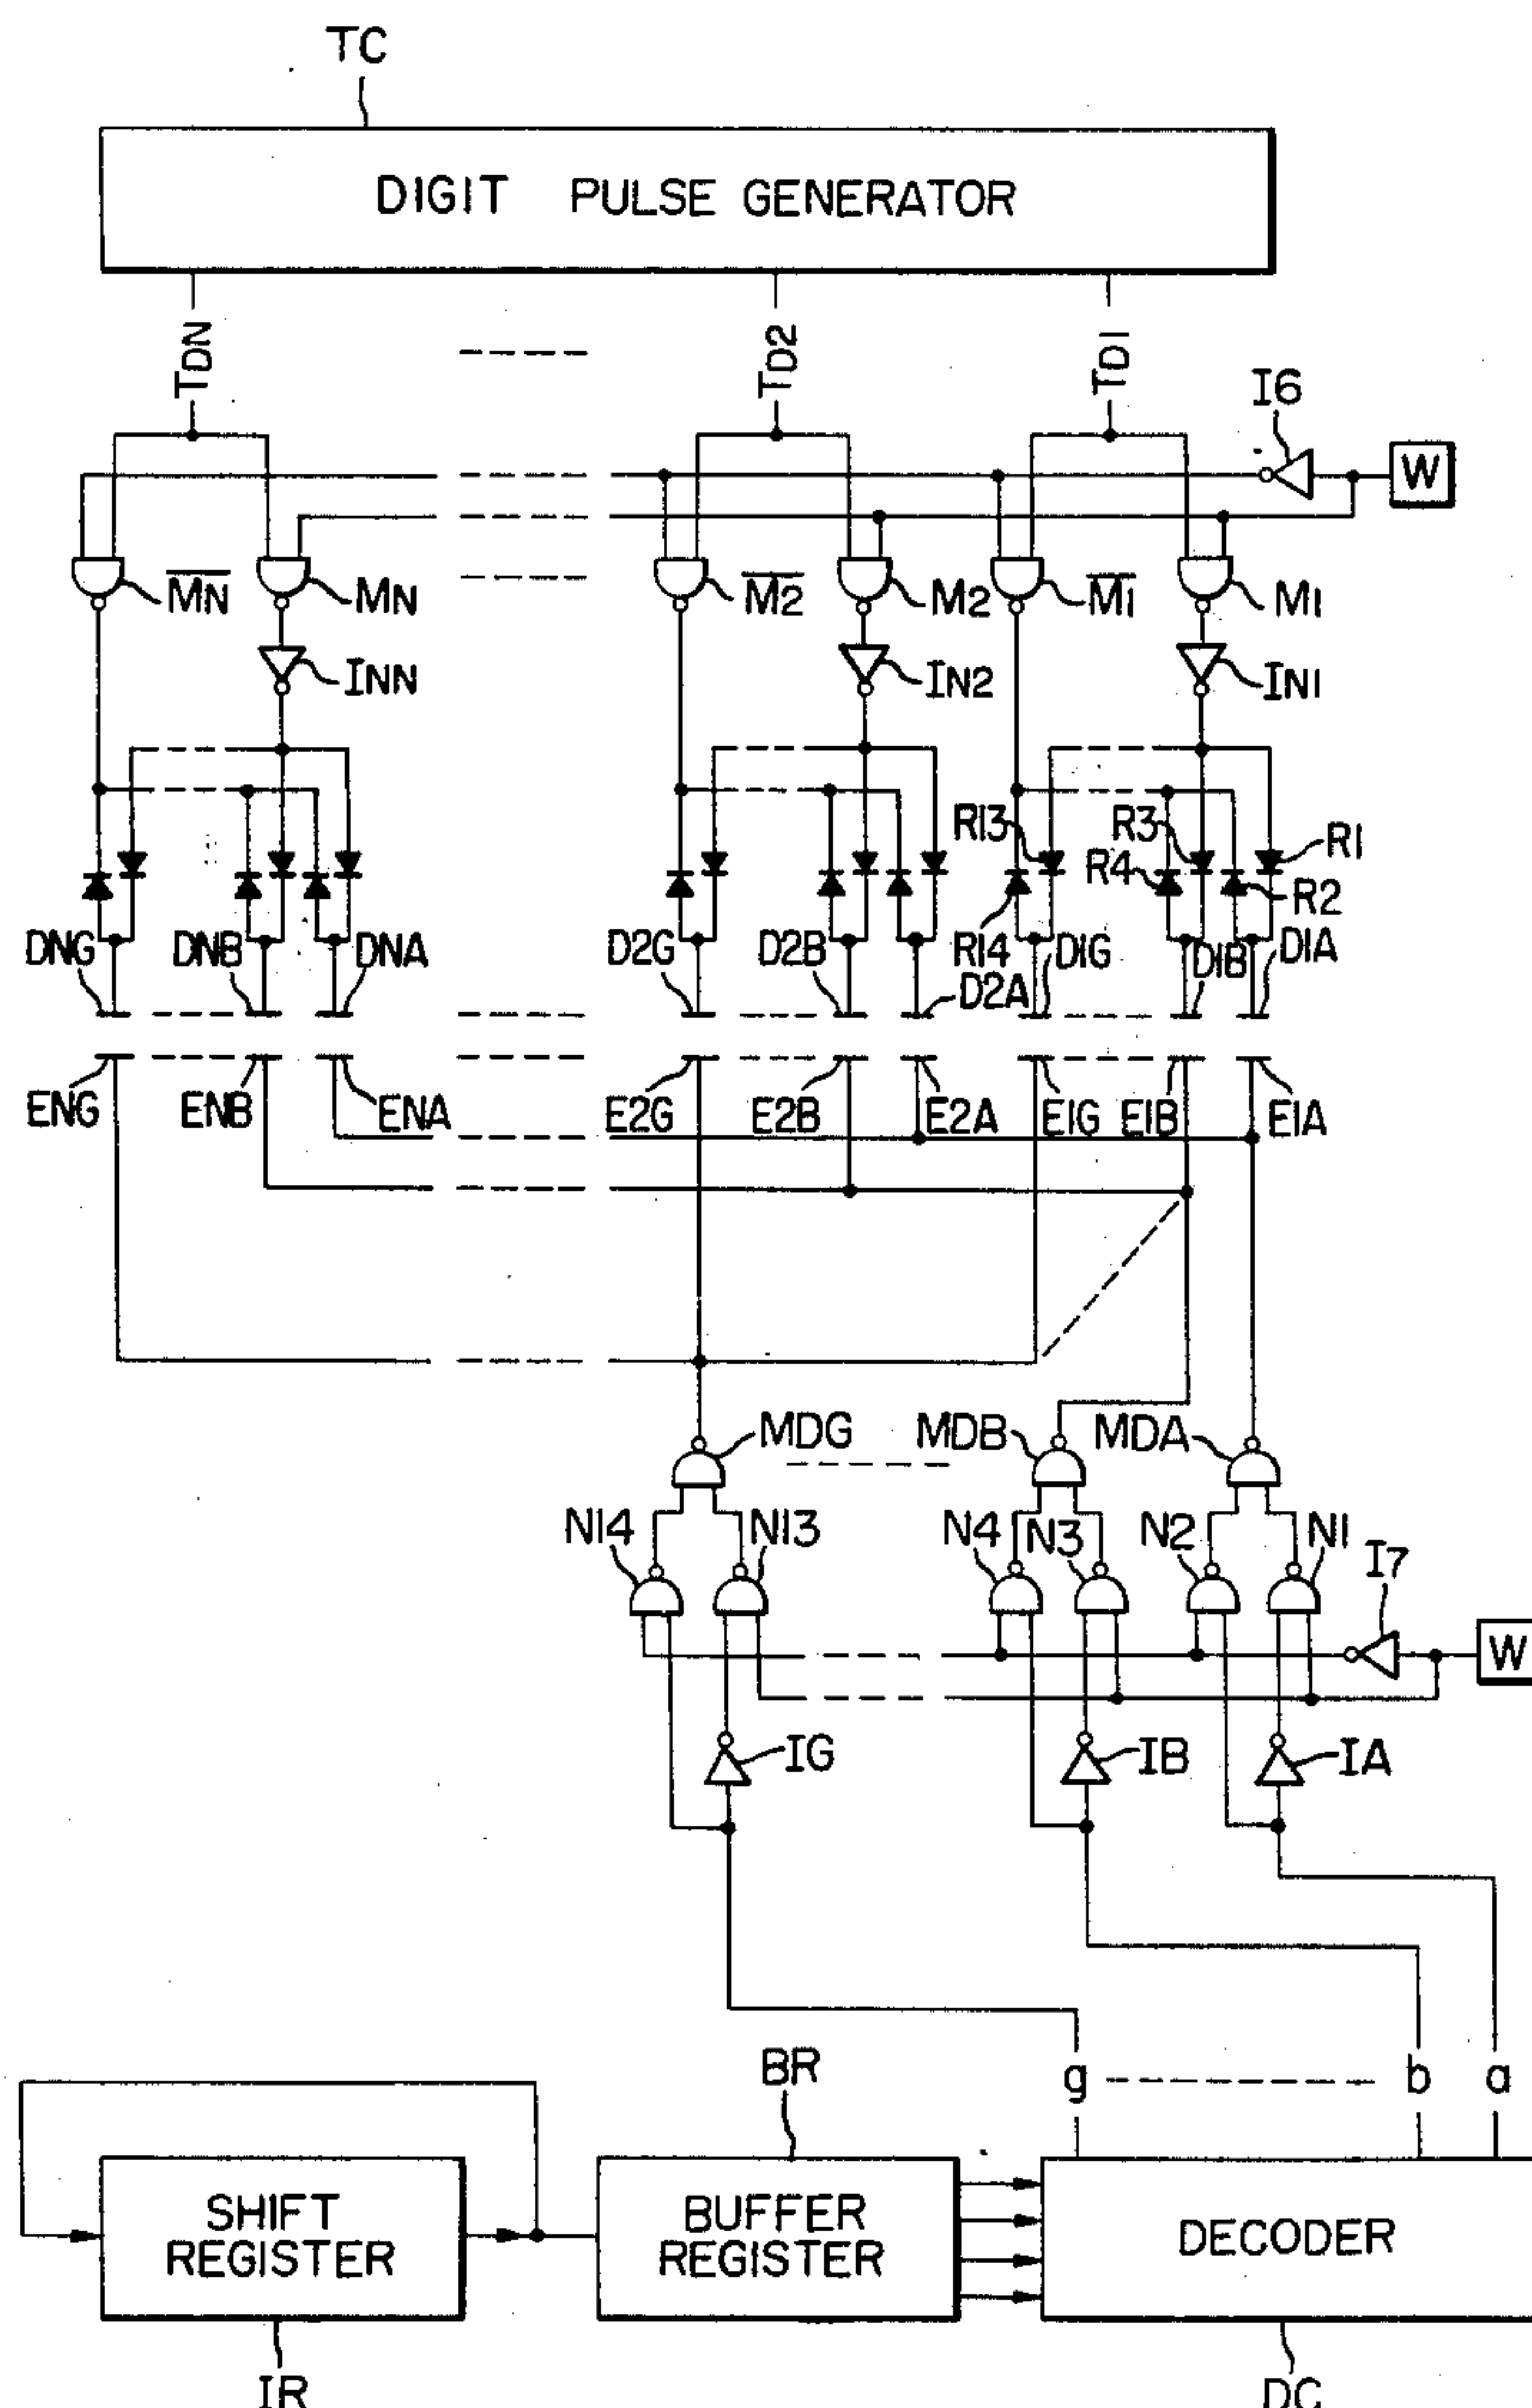 TC
DIGIT PULSE GENERATOR
TDN
TD2
TD1
I6
W
M̅N̅ MN M̅2̅ M2 M̅1̅ M1
INN IN2 IN1
R13 R3 R1
R4 R2
DNG DNB DNA D2G D2B R14 D1G D1B D1A
D2A
ENG ENB ENA E2G E2B E2A E1G E1B E1A
MDG MDB MDA
N14 N13 N4 N3 N2 N1
I7
W
IG IB IA
BR
g b a
SHIFT REGISTER
BUFFER REGISTER
DECODER
IR DC